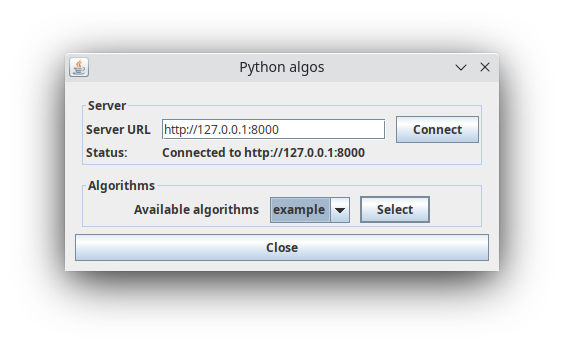 Python algos
Server
Server URL http://127.0.0.1:8000 Connect
Status: Connected to http://127.0.0.1:8000
Algorithms
Available algorithms example Select
Close